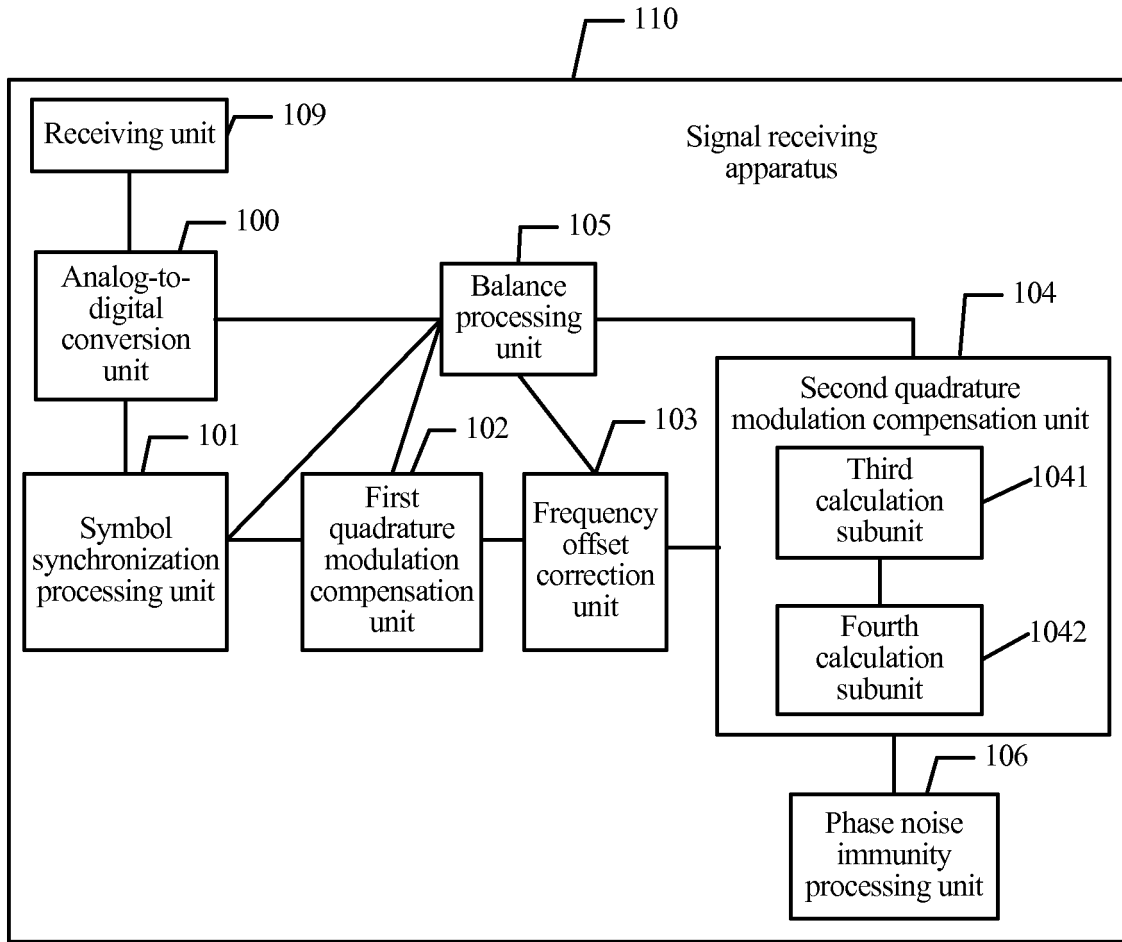 110
Receiving unit
109
Signal receiving
apparatus
100
Analog-to-
digital
conversion
unit
105
Balance
processing
unit
104
Second quadrature
modulation compensation unit
101
Symbol
synchronization
processing unit
102
First
quadrature
modulation
compensation
unit
103
Frequency
offset
correction
unit
Third
calculation
subunit
1041
Fourth
calculation
subunit
1042
106
Phase noise
immunity
processing unit